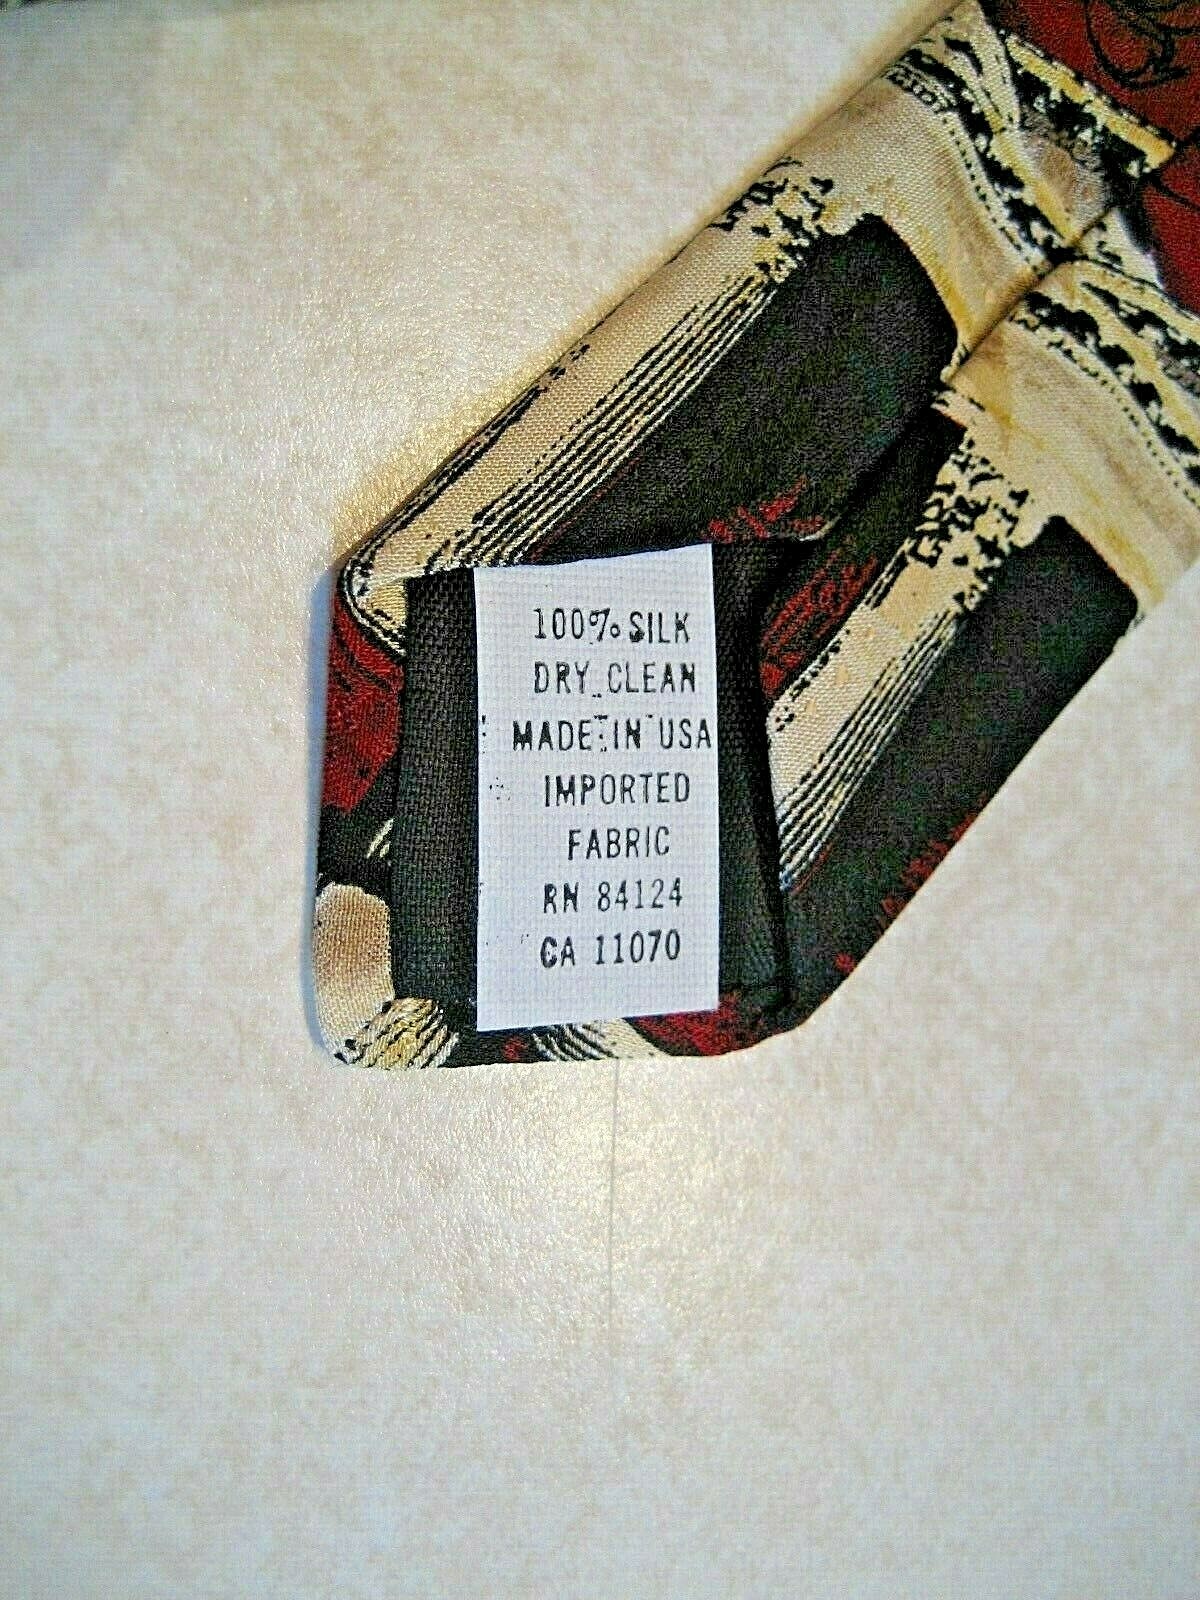 100% SILK
DRY CLEAN
MADE IN USA
IMPORTED
FABRIC
RN 84124
CA 11070